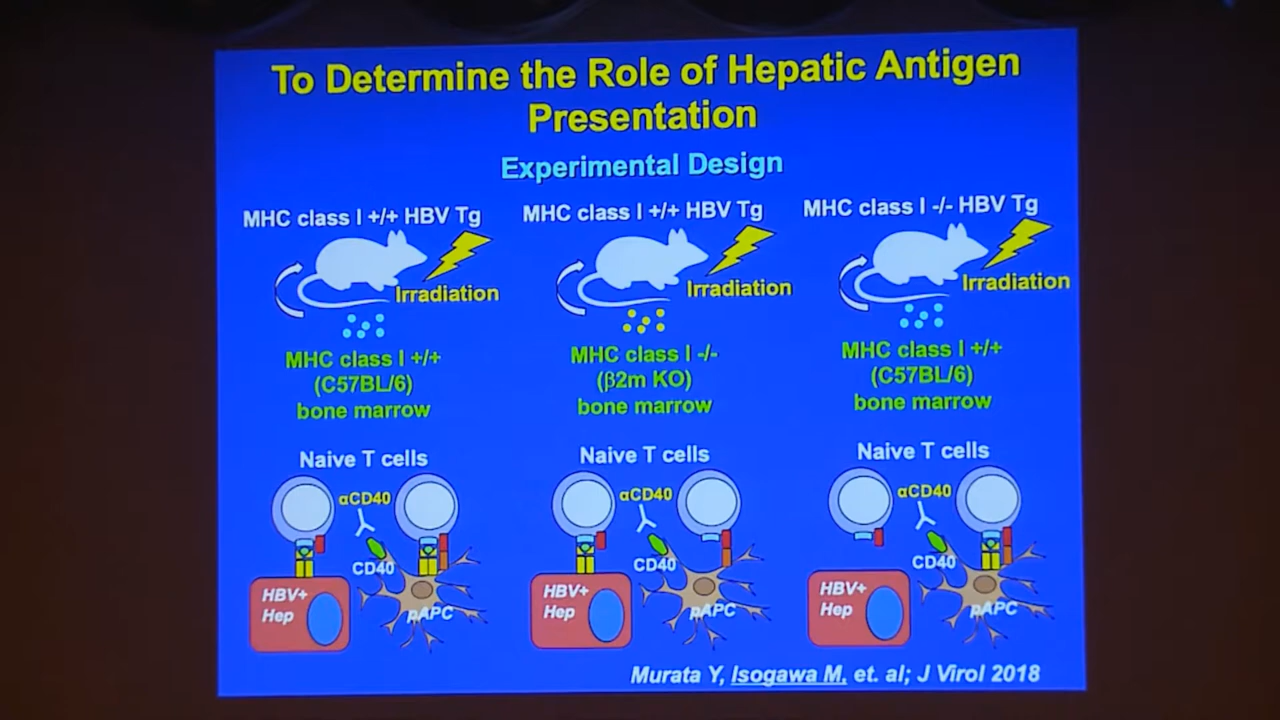 To Determine the Role of Hepatic Antigen
Presentation
Experimental Design
MHC class I +/+ HBV Tg
Irradiation
MHC class I +/+
(C57BL/6)
bone marrow
Naive T cells
αCD40
CD40
HBV+
Hep
pAPC
MHC class I +/+ HBV Tg
Irradiation
MHC class I -/-
(β2m KO)
bone marrow
Naive T cells
αCD40
CD40
HBV+
Hep
pAPC
MHC class I -/- HBV Tg
Irradiation
MHC class I +/+
(C57BL/6)
bone marrow
Naive T cells
αCD40
CD40
HBV+
Hep
pAPC
Murata Y, Isogawa M, et. al; J Virol 2018